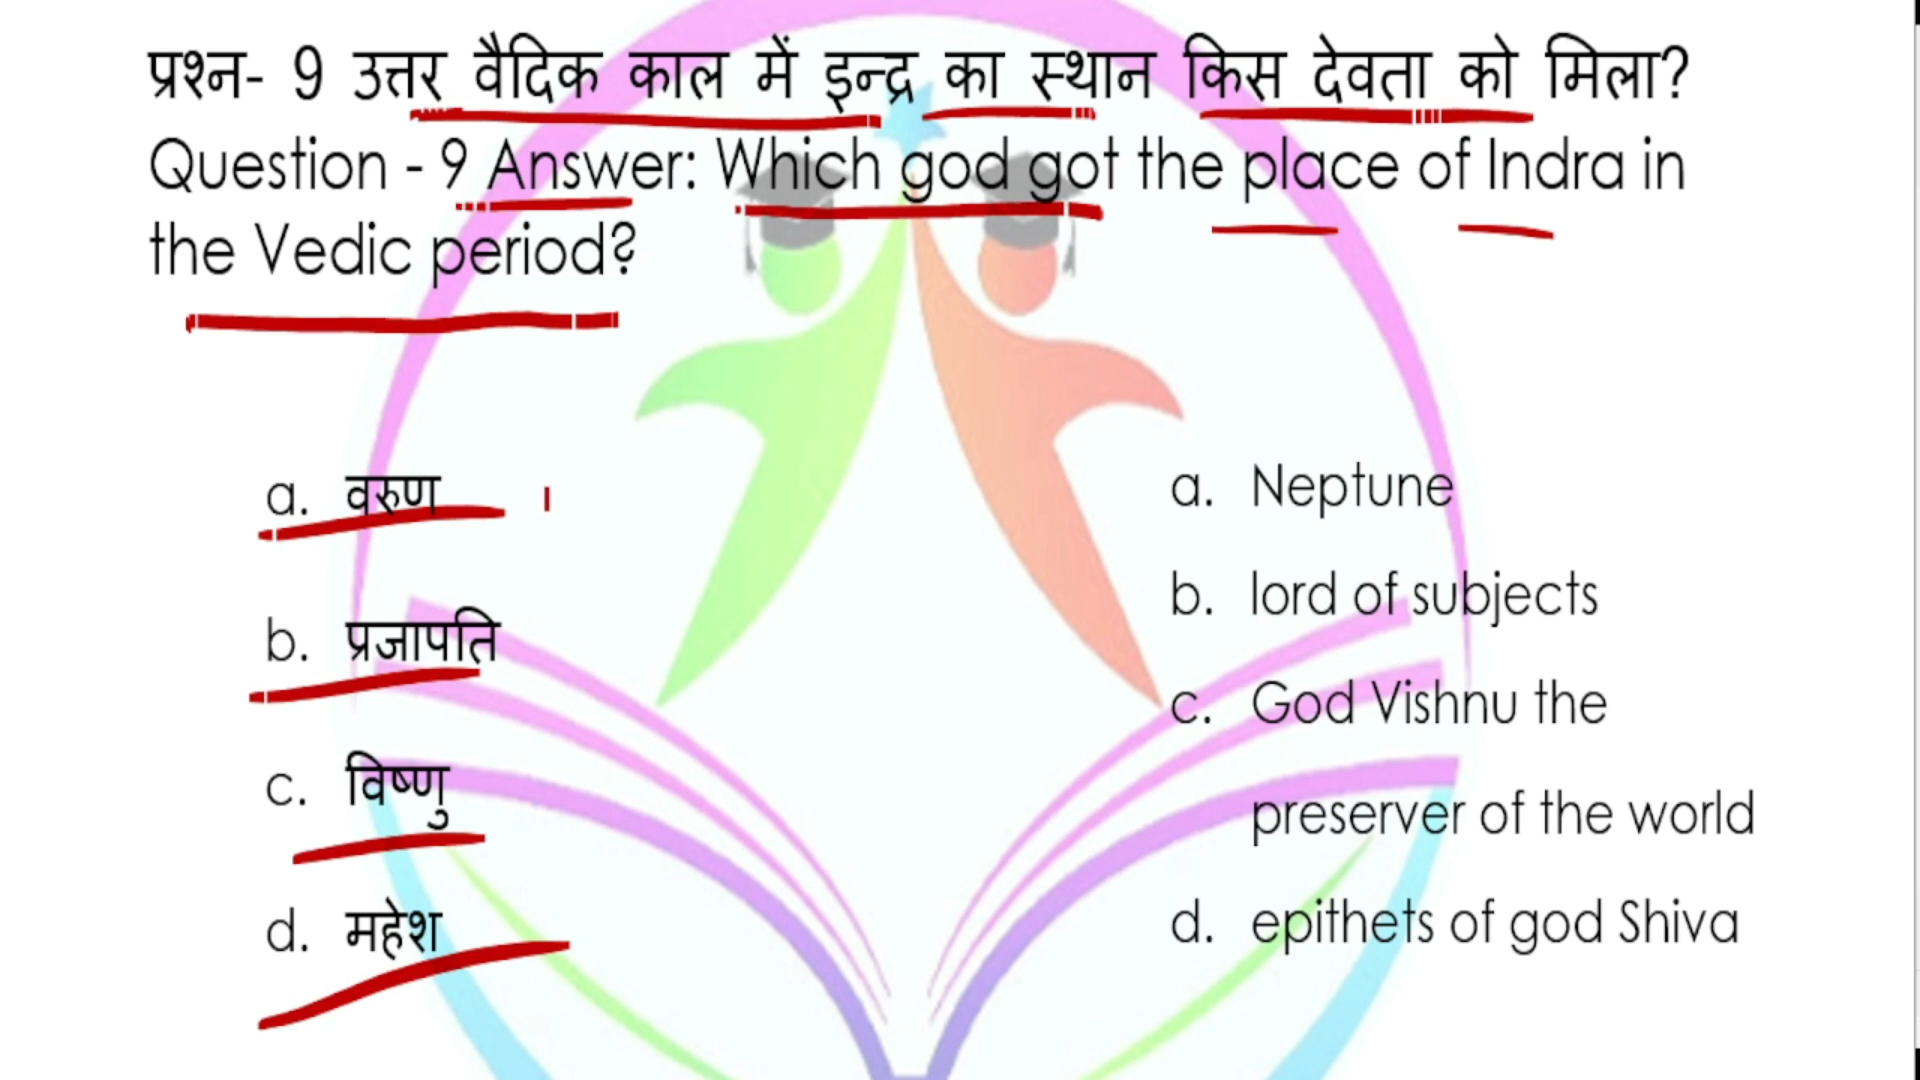 प्रश्न- 9 उत्तर वैदिक काल में इन्द्र का स्थान किस देवता को मिला?
Question - 9 Answer: Which god got the place of Indra in
the Vedic period?
a. वरुण
b. प्रजापति
c. विष्णु
d. महेश
a. Neptune
b. lord of subjects
c. God Vishnu the
preserver of the world
d. epithets of god Shiva